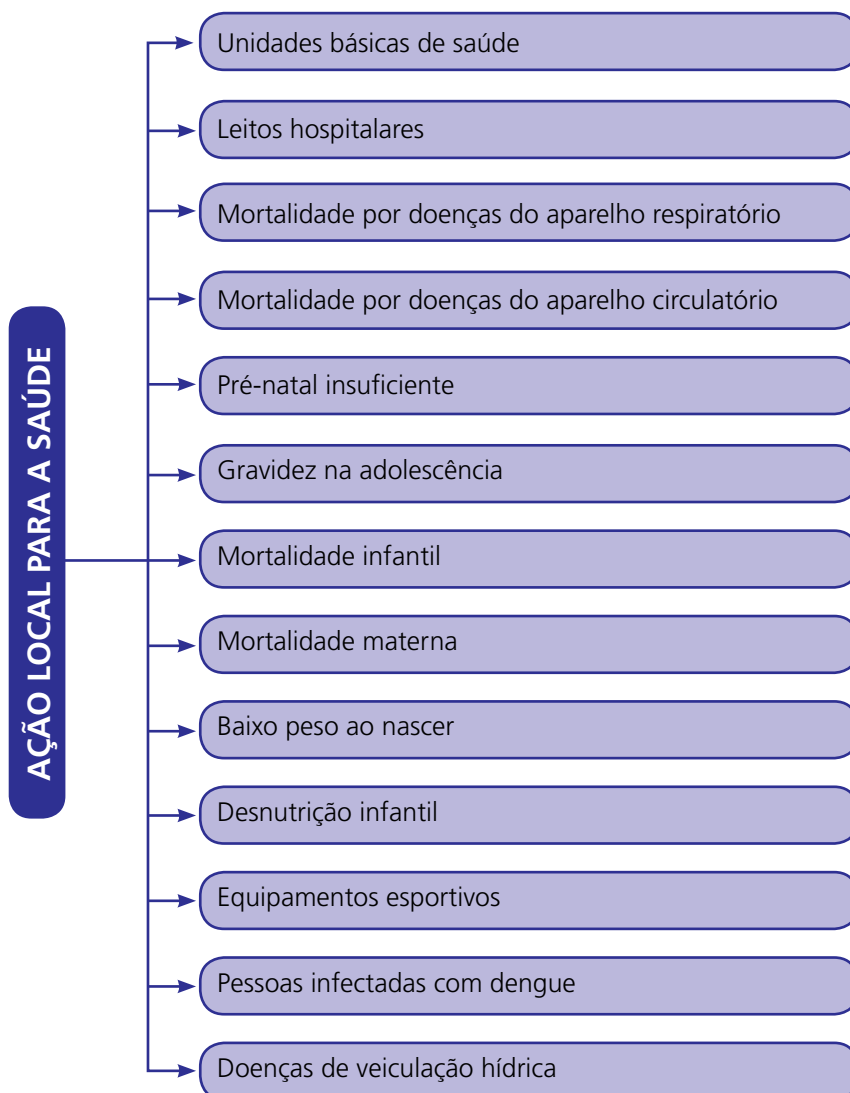 AÇÃO LOCAL PARA A SAÚDE
Unidades básicas de saúde
Leitos hospitalares
Mortalidade por doenças do aparelho respiratório
Mortalidade por doenças do aparelho circulatório
Pré-natal insuficiente
Gravidez na adolescência
Mortalidade infantil
Mortalidade materna
Baixo peso ao nascer
Desnutrição infantil
Equipamentos esportivos
Pessoas infectadas com dengue
Doenças de veiculação hídrica